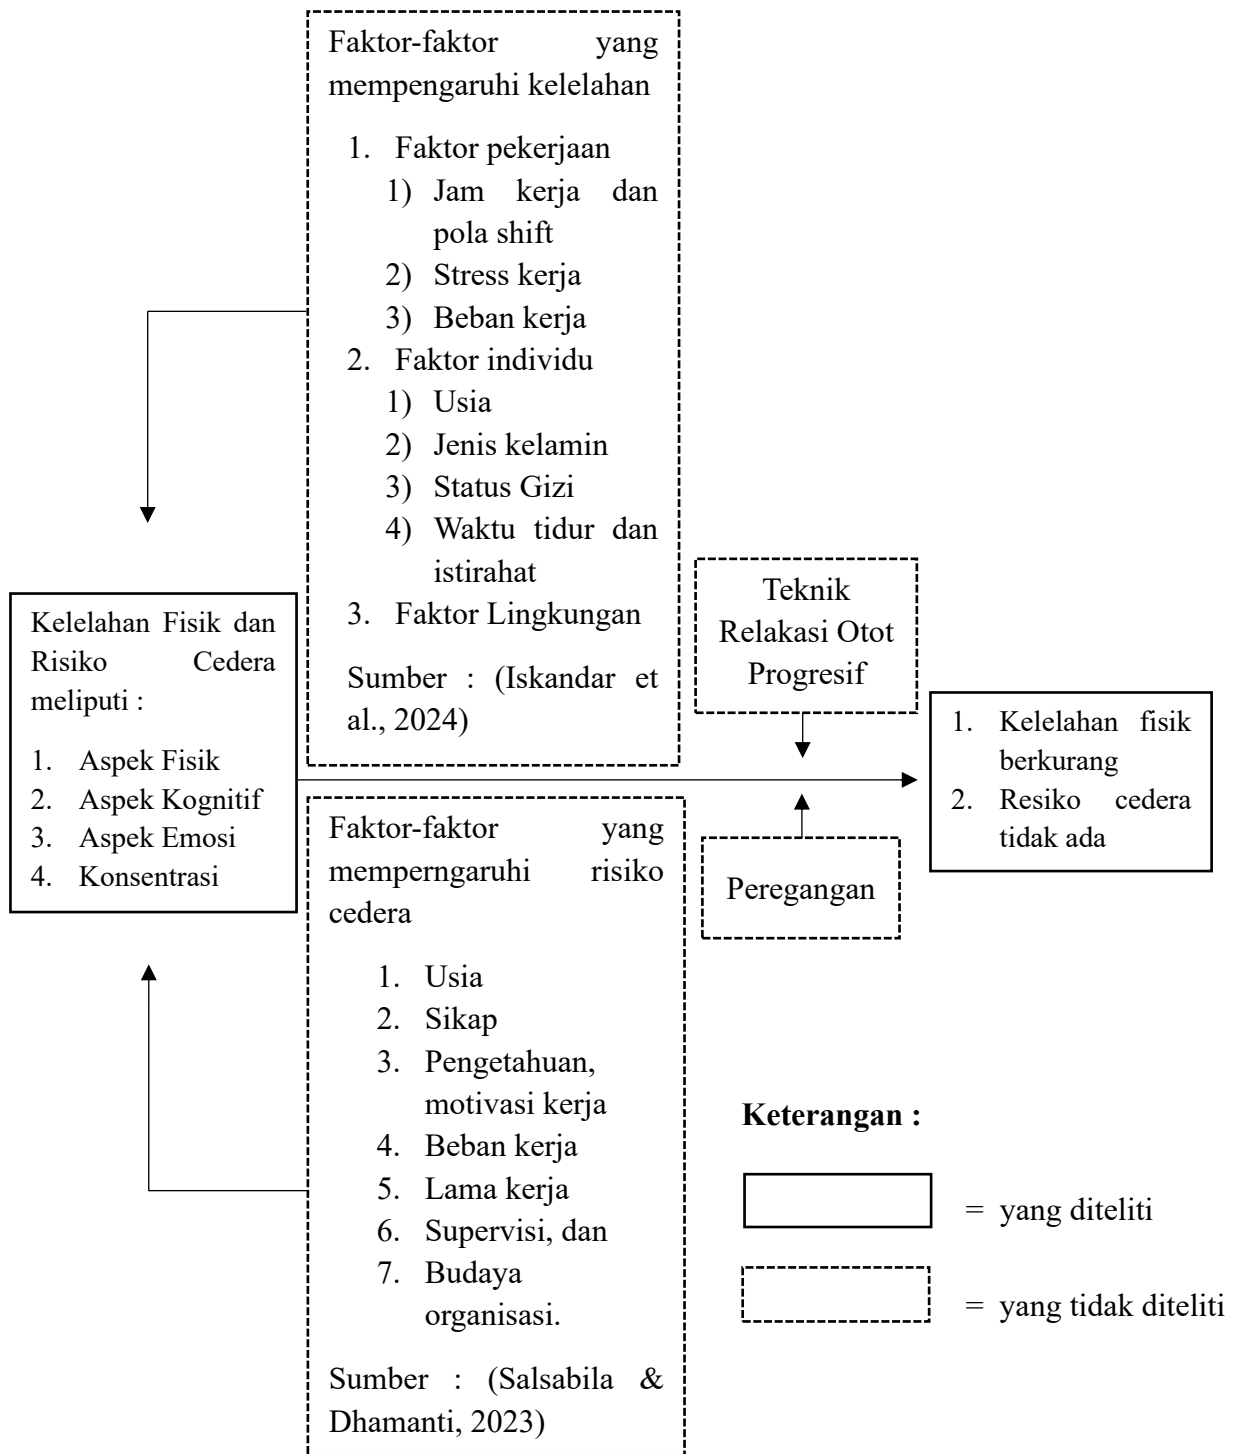 Faktor-faktor yang
mempengaruhi kelelahan
1. Faktor pekerjaan
1) Jam kerja dan
pola shift
2) Stress kerja
3) Beban kerja
2. Faktor individu
1) Usia
2) Jenis kelamin
3) Status Gizi
4) Waktu tidur dan
istirahat
3. Faktor Lingkungan
Sumber : (Iskandar et
al., 2024)
Kelelahan Fisik dan
Risiko Cedera
meliputi :
1. Aspek Fisik
2. Aspek Kognitif
3. Aspek Emosi
4. Konsentrasi
Teknik
Relakasi Otot
Progresif
Peregangan
1. Kelelahan fisik
berkurang
2. Resiko cedera
tidak ada
Faktor-faktor yang
memperngaruhi risiko
cedera
1. Usia
2. Sikap
3. Pengetahuan,
motivasi kerja
4. Beban kerja
5. Lama kerja
6. Supervisi, dan
7. Budaya
organisasi.
Sumber : (Salsabila &
Dhamanti, 2023)
Keterangan :
= yang diteliti
= yang tidak diteliti